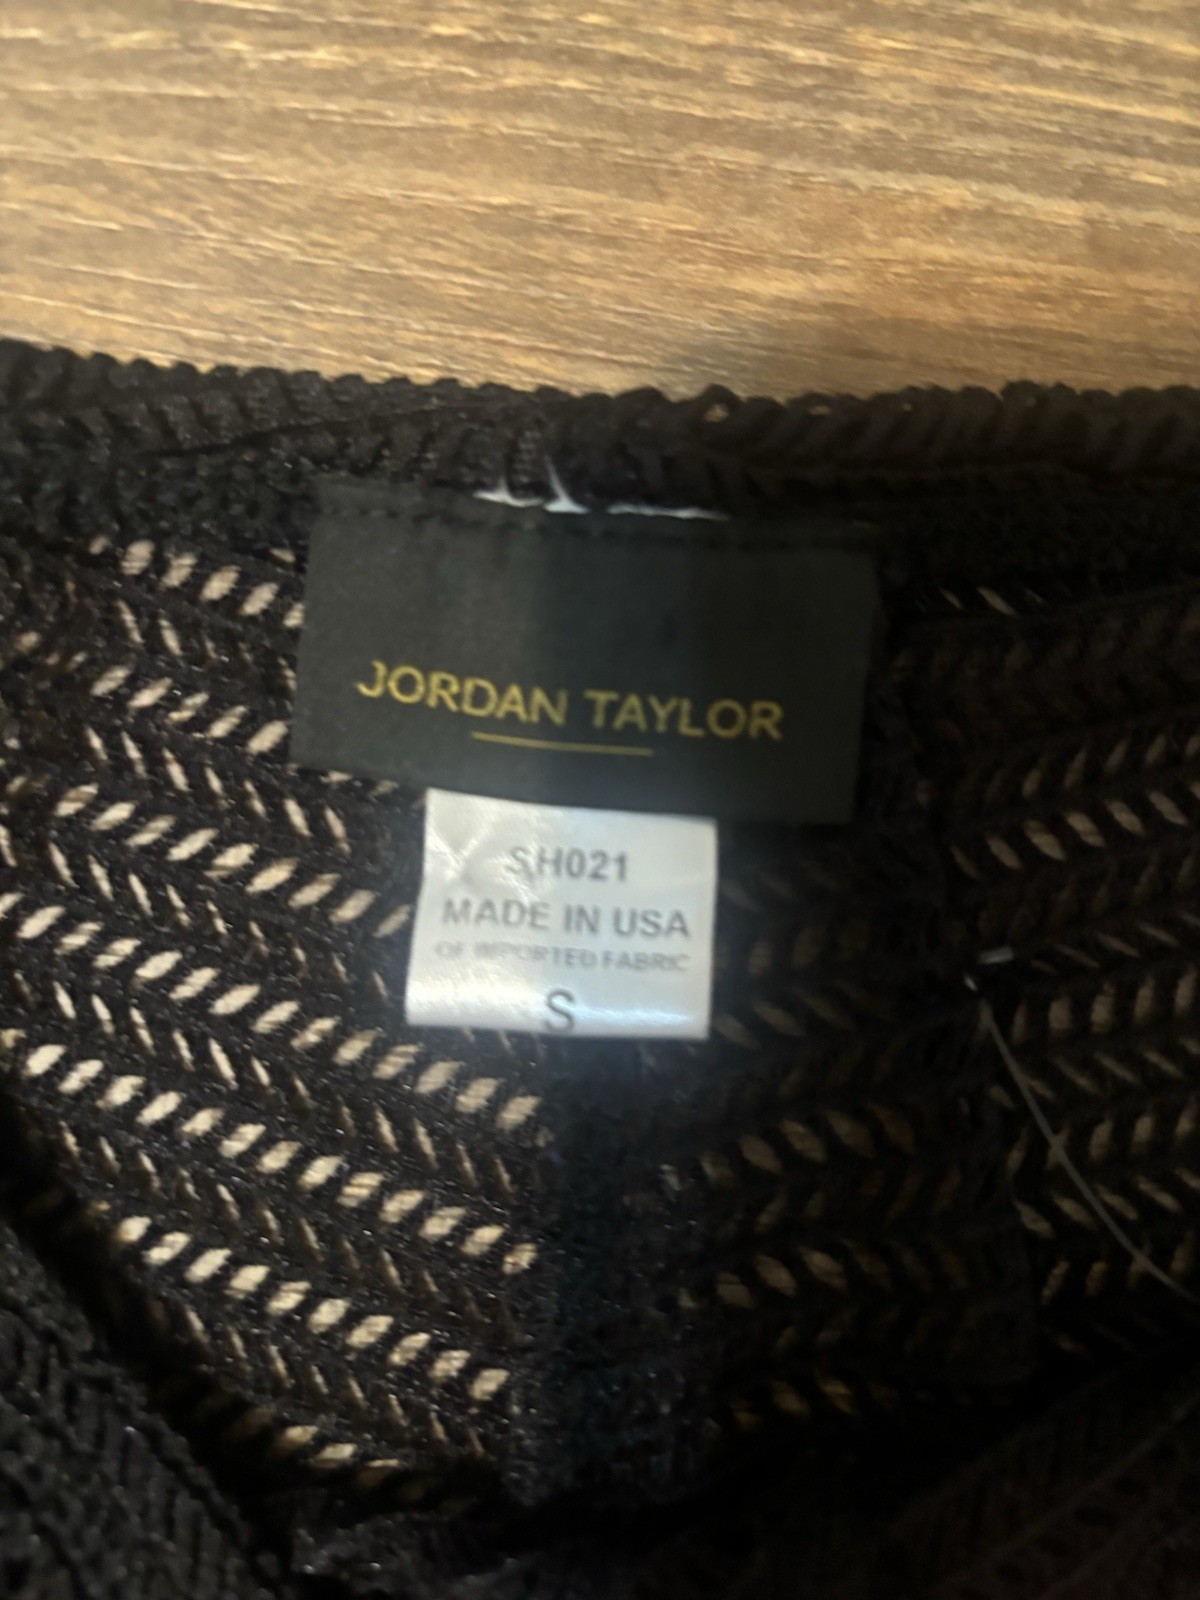 JORDAN TAYLOR
SH021
MADE IN USA
OF IMPORTED FABRIC
S